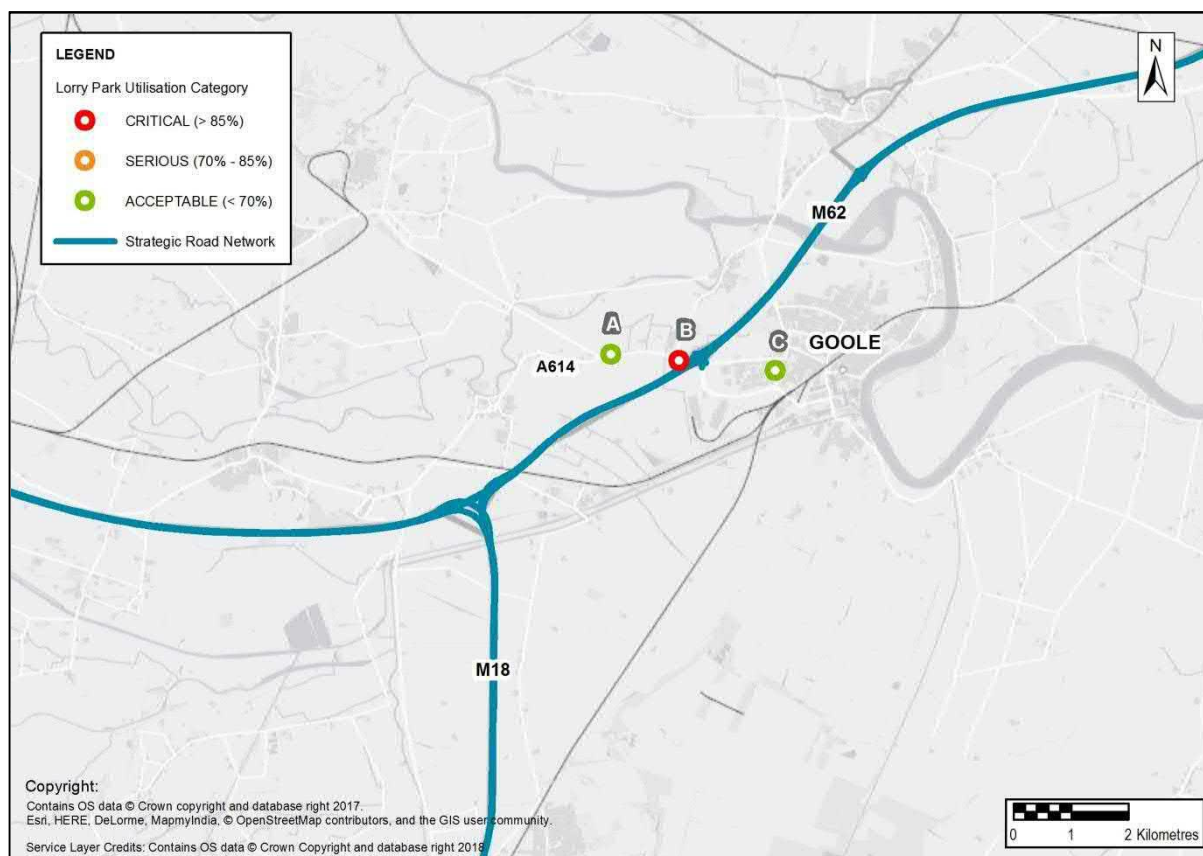 LEGEND
Lorry Park Utilisation Category
CRITICAL (> 85%)
SERIOUS (70% - 85%)
ACCEPTABLE (< 70%)
Strategic Road Network
N
M62
A
B
C
GOOLE
A614
M18
Copyright:
Contains OS data © Crown copyright and database right 2017.
Esri, HERE, DeLorme, MapmyIndia, © OpenStreetMap contributors, and the GIS user community.
Service Layer Credits: Contains OS data © Crown Copyright and database right 2018
0 1 2 Kilometres